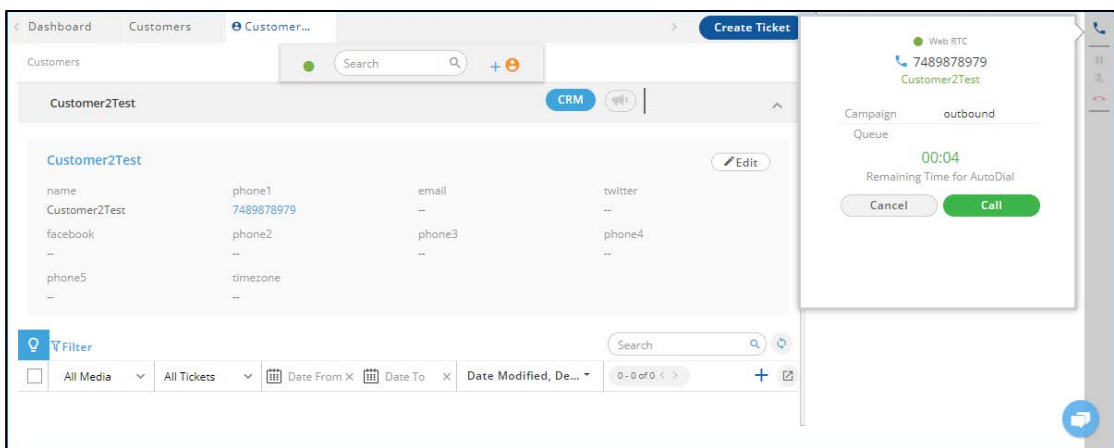 Dashboard Customers Customer... Create Ticket
Customers Search
Customer2Test CRM
Customer2Test Edit
name phone1 email twitter
Customer2Test 7489878979 -- --
facebook phone2 phone3 phone4
-- -- -- --
phone5 timezone
-- --
Filter Search
All Media All Tickets Date From Date To Date Modified, De... 0-0 of 0
Web RTC
7489878979
Customer2Test
Campaign outbound
Queue
00:04
Remaining Time for AutoDial
Cancel Call